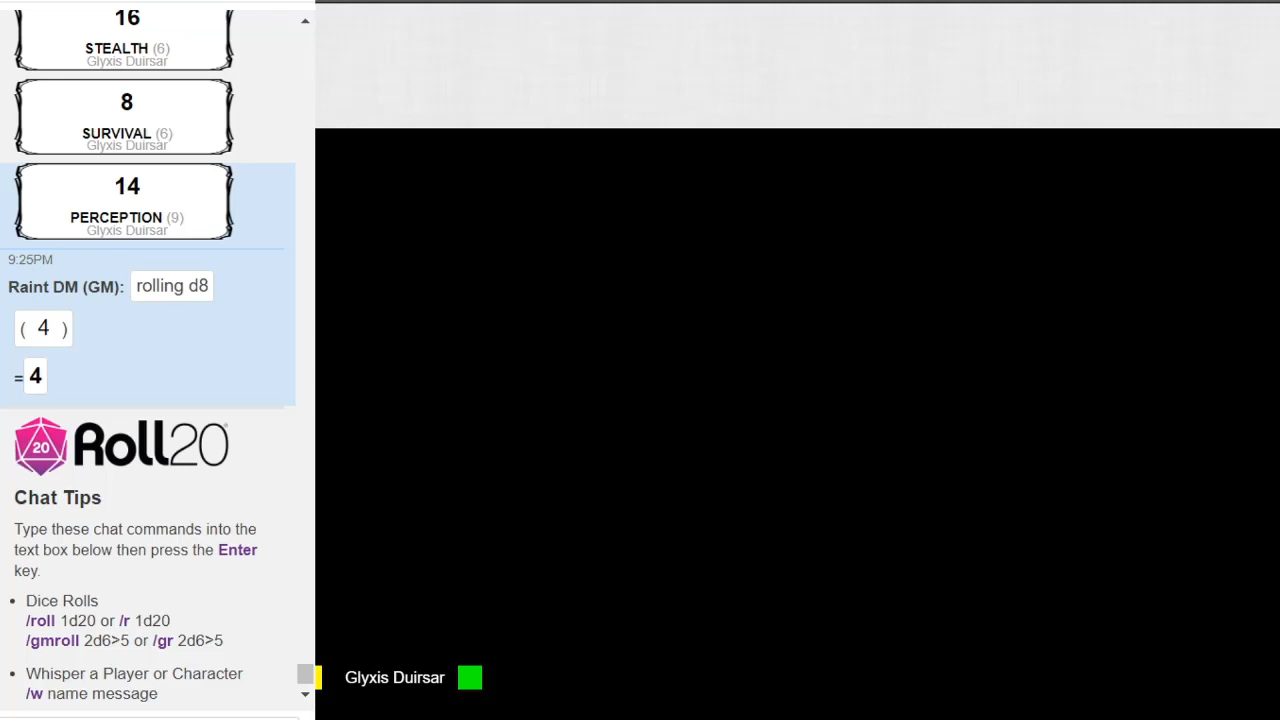 16
STEALTH (6)
Glyxis Duirsar
8
SURVIVAL (6)
Glyxis Duirsar
14
PERCEPTION (9)
Glyxis Duirsar
9:25PM
Raint DM (GM): rolling d8
( 4 )
=4
20 Roll20
Chat Tips
Type these chat commands into the
text box below then press the Enter
key.
• Dice Rolls
/roll 1d20 or /r 1d20
/gmroll 2d6>5 or /gr 2d6>5
• Whisper a Player or Character
/w name message
Glyxis Duirsar